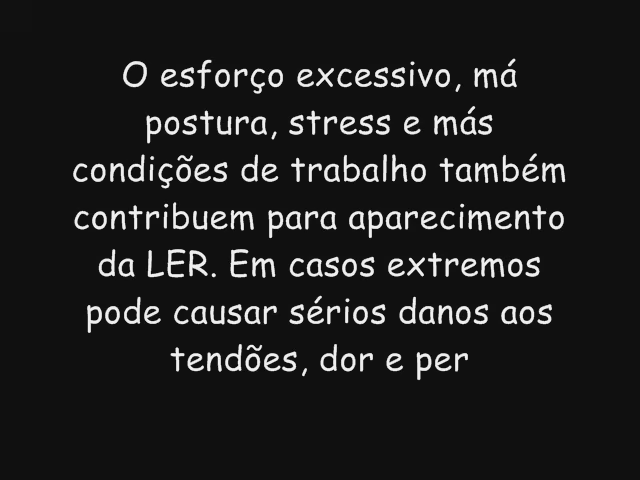 O esforço excessivo, má
postura, stress e más
condições de trabalho também
contribuem para aparecimento
da LER. Em casos extremos
pode causar sérios danos aos
tendões, dor e per